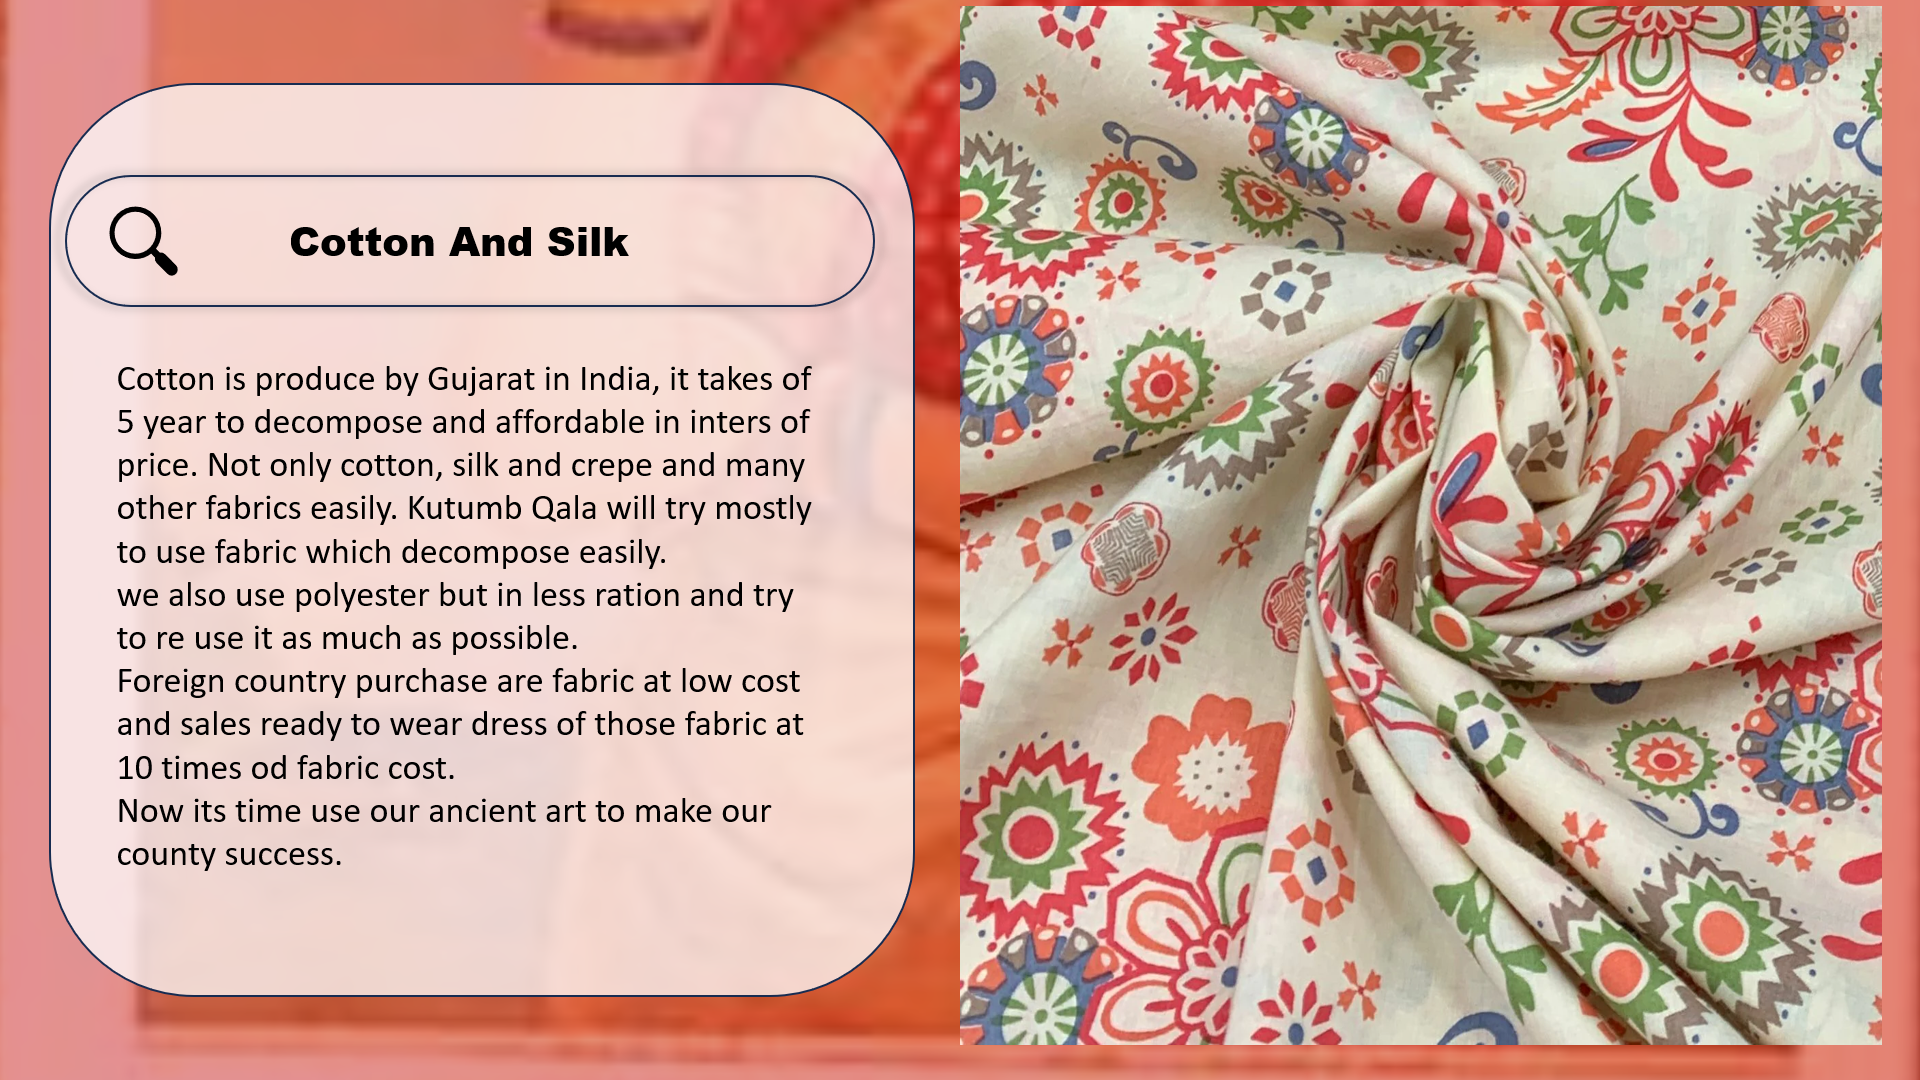 Cotton And Silk
Cotton is produce by Gujarat in India, it takes of
5 year to decompose and affordable in inters of
price. Not only cotton, silk and crepe and many
other fabrics easily. Kutumb Qala will try mostly
to use fabric which decompose easily.
we also use polyester but in less ration and try
to re use it as much as possible.
Foreign country purchase are fabric at low cost
and sales ready to wear dress of those fabric at
10 times od fabric cost.
Now its time use our ancient art to make our
county success.